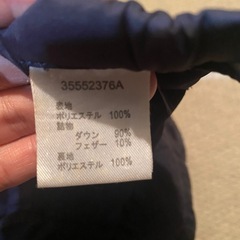 35552376A
表地
ポリエステル 100%
詰物
ダウン 90%
フェザー 10%
裏地
ポリエステル 100%